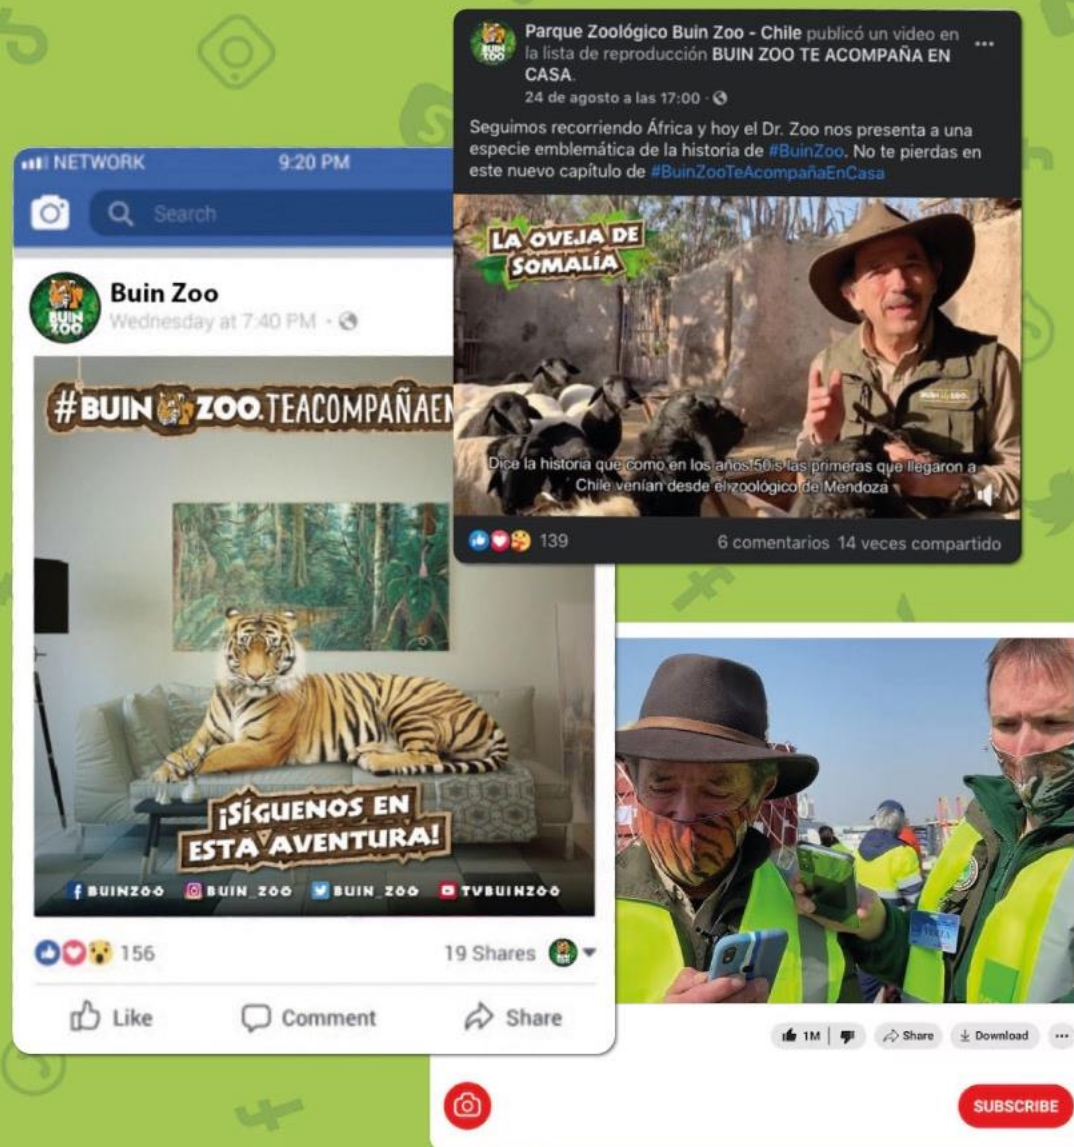 Parque Zoológico Buin Zoo - Chile publicó un video en
la lista de reproducción BUIN ZOO TE ACOMPAÑA EN
CASA.
24 de agosto a las 17:00 ·
Seguimos recorriendo África y hoy el Dr. Zoo nos presenta a una
especie emblemática de la historia de #BuinZoo. No te pierdas en
este nuevo capítulo de #BuinZooTeAcompañaEnCasa
LA OVEJA DE
SOMALÍA
BUIN ZOO
Dice la historia que como en los años 50 is las primeras que llegaron a
Chile venían desde el zoológico de Mendoza
139
6 comentarios 14 veces compartido
NETWORK
9:20 PM
Search
BUIN
ZOO
Buin Zoo
Wednesday at 7:40 PM ·
#BUIN ZOO.TEACOMPAÑAEN
¡SÍGUENOS EN
ESTA AVENTURA!
BUINZOO BUIN_ZOO BUIN_ZOO TVBUINZOO
156
19 Shares
Like
Comment
Share
1M
Share
Download
SUBSCRIBE